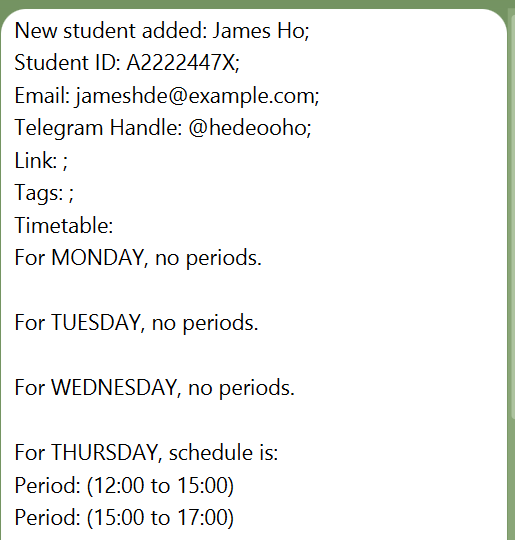 New student added: James Ho;
Student ID: A2222447X;
Email: jameshde@example.com;
Telegram Handle: @hedeooho;
Link: ;
Tags: ;
Timetable:
For MONDAY, no periods.
For TUESDAY, no periods.
For WEDNESDAY, no periods.
For THURSDAY, schedule is:
Period: (12:00 to 15:00)
Period: (15:00 to 17:00)